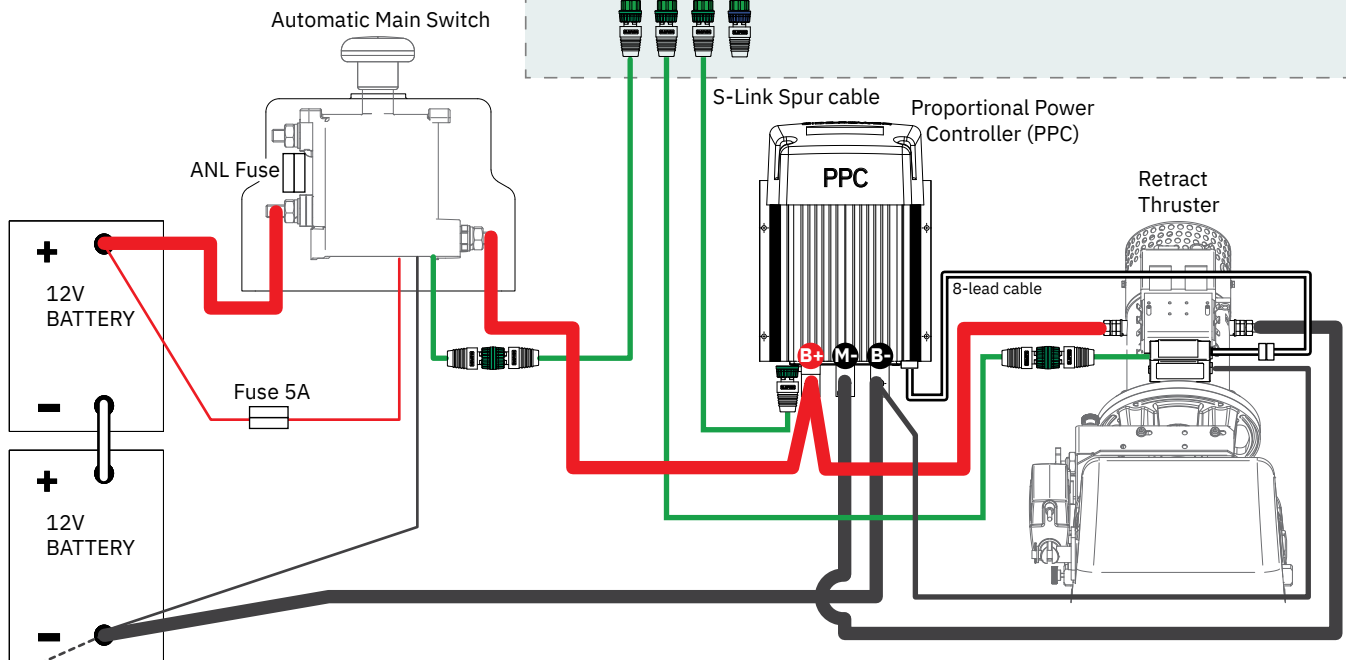 Automatic Main Switch
S-Link Spur cable
Proportional Power
Controller (PPC)
ANL Fuse
PPC
Retract
Thruster
+
12V
BATTERY
8-lead cable
B+
M-
B-
Fuse 5A
-
+
12V
BATTERY
-